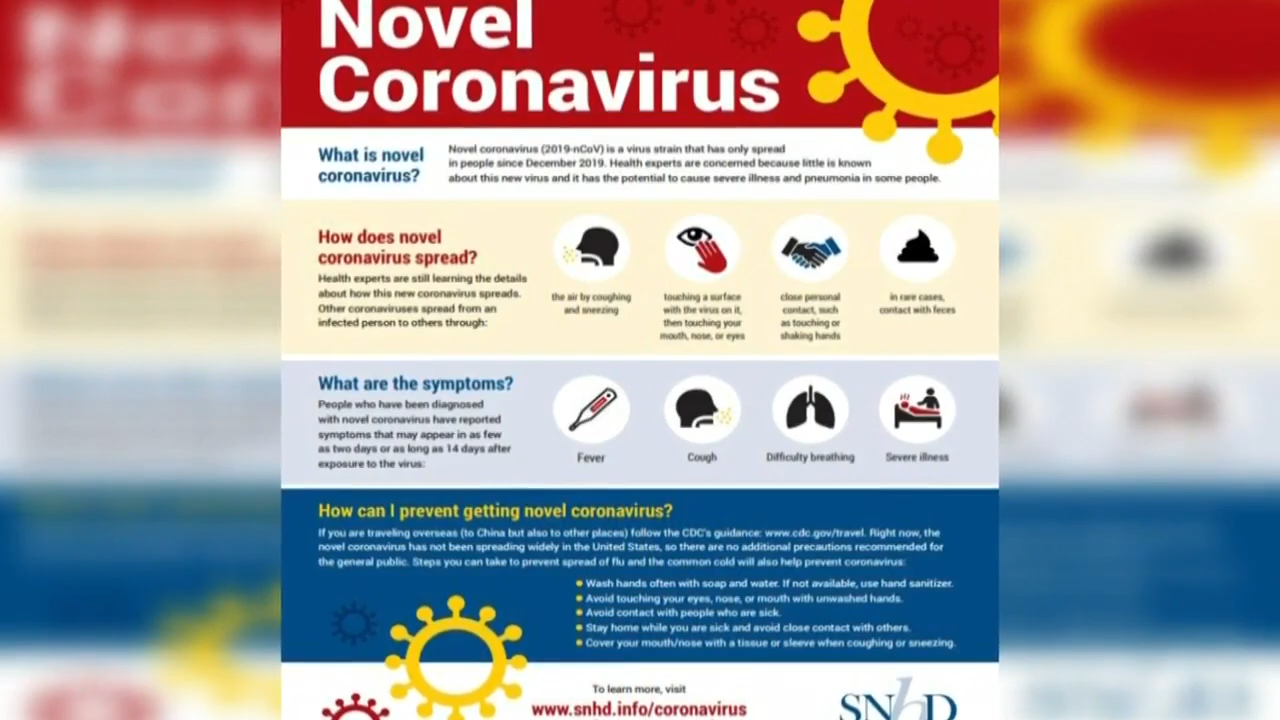 Novel
Coronavirus
What is novel
coronavirus?
Novel coronavirus (2019-nCoV) is a virus strain that has only spread
in people since December 2019. Health experts are concerned because little is known
about this new virus and it has the potential to cause severe illness and pneumonia in some people.
How does novel
coronavirus spread?
Health experts are still learning the details
about how this new coronavirus spreads.
Other coronaviruses spread from an
infected person to others through:
the air by coughing
and sneezing
touching a surface
with the virus on it,
then touching your
mouth, nose, or eyes
close personal
contact, such
as touching or
shaking hands
in rare cases,
contact with feces
What are the symptoms?
People who have been diagnosed
with novel coronavirus have reported
symptoms that may appear in as few
as two days or as long as 14 days after
exposure to the virus:
Fever
Cough
Difficulty breathing
Severe illness
How can I prevent getting novel coronavirus?
If you are traveling overseas (to China but also to other places) follow the CDC's guidance: www.cdc.gov/travel. Right now, the
novel coronavirus has not been spreading widely in the United States, so there are no additional precautions recommended for
the general public. Steps you can take to prevent spread of flu and the common cold will also help prevent coronavirus:
Wash hands often with soap and water. If not available, use hand sanitizer.
Avoid touching your eyes, nose, or mouth with unwashed hands.
Avoid contact with people who are sick.
Stay home while you are sick and avoid close contact with others.
Cover your mouth/nose with a tissue or sleeve when coughing or sneezing.
To learn more, visit
www.snhd.info/coronavirus
SNhD